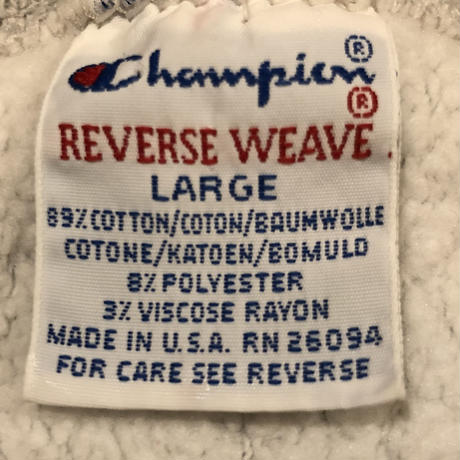 Champion®
REVERSE WEAVE®
LARGE
89% COTTON/COTON/BAUMWOLLE
COTONE/KATOEN/BOMULD
8% POLYESTER
3% VISCOSE RAYON
MADE IN U.S.A. RN 26094
FOR CARE SEE REVERSE